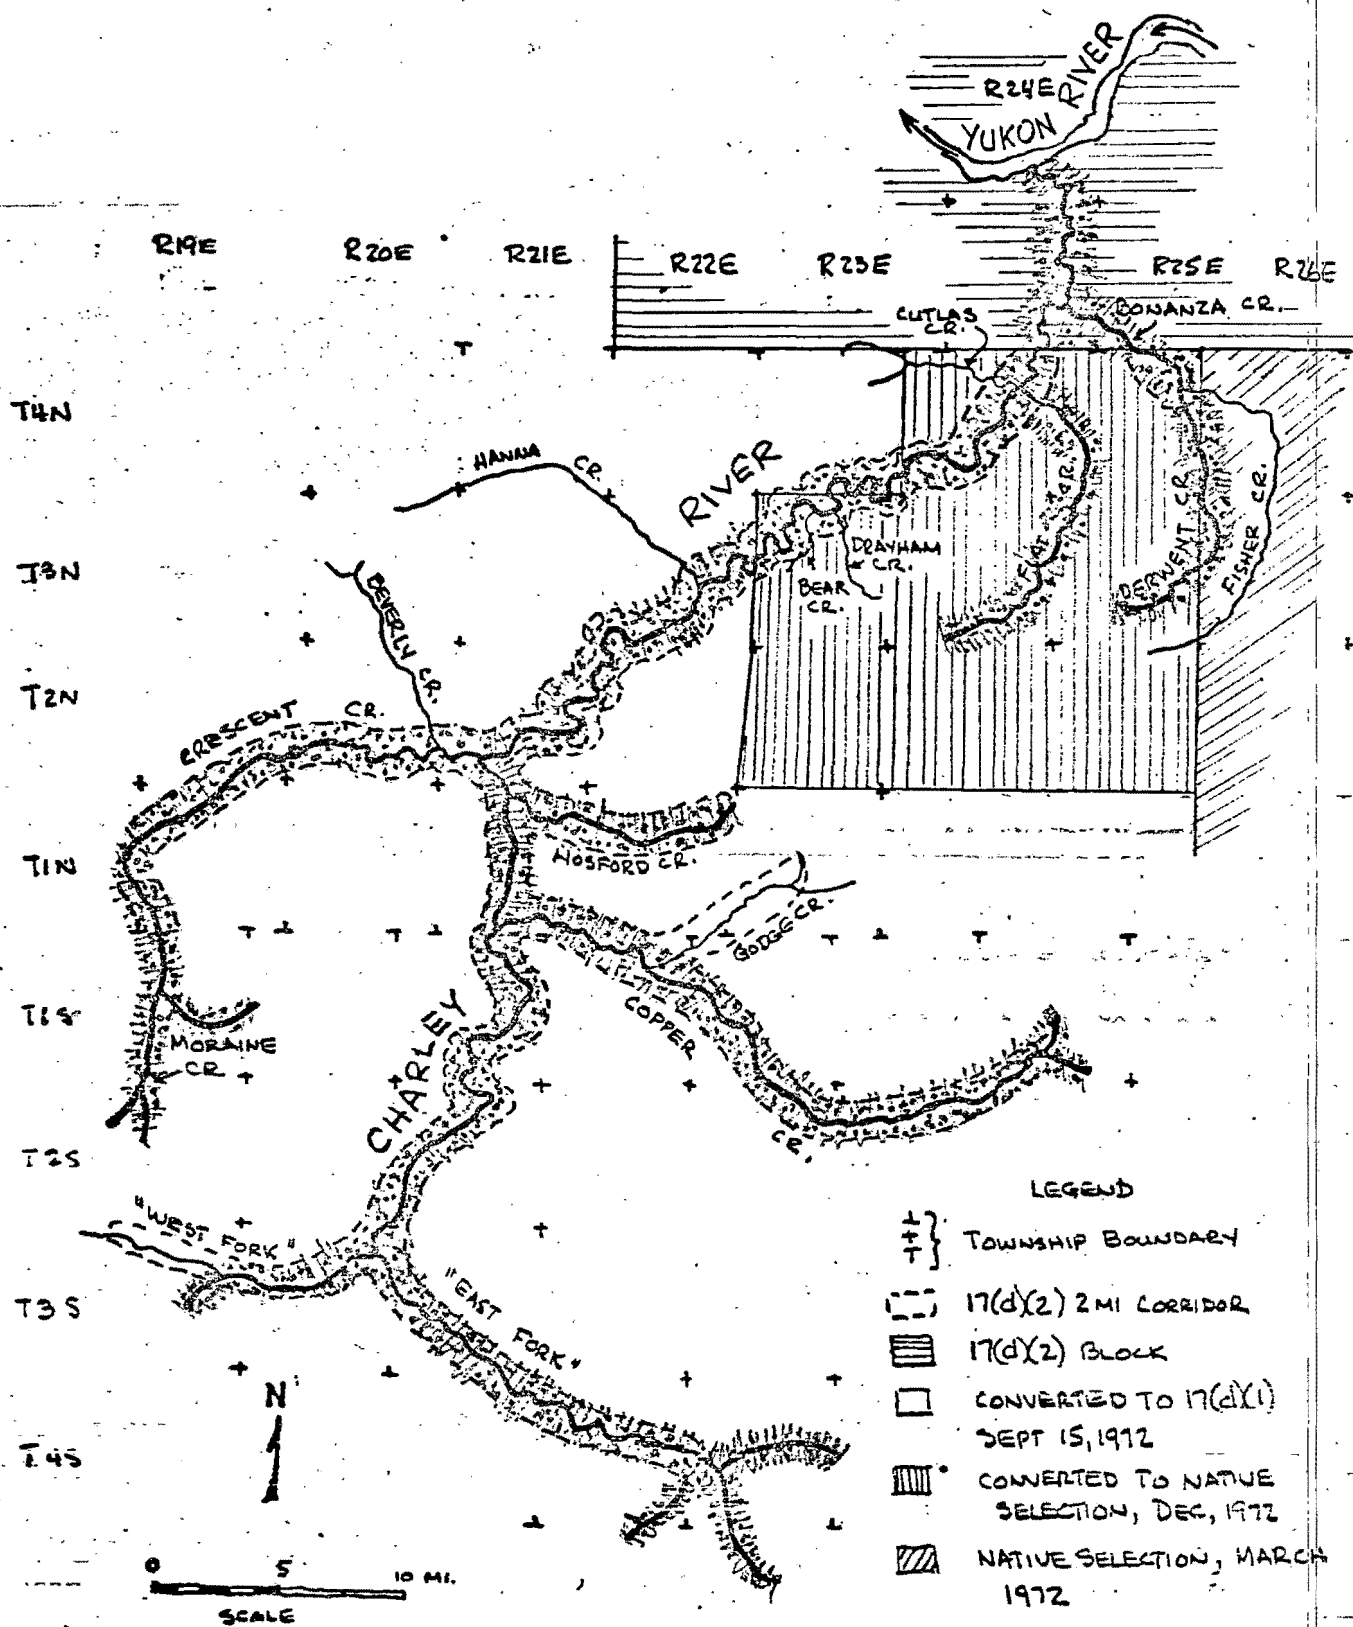 R24E
YUKON RIVER
R19E R20E R21E R22E R23E R25E R26E
CUTLAS
CR.
BONANZA CR.
T4N
HANNA CR.
RIVER
T3N
BEVERLY CR.
DRAYHAM
CR.
BEAR
CR.
FLAT CR.
DERWENT CR.
FISHER CR.
T2N
CRESCENT CR.
T1N
HOSFORD CR.
GODGE CR.
T1S
MORAINE
CR
CHARLEY
COPPER
CR.
T2S
"WEST FORK"
T3S
"EAST FORK"
N
T4S
0 5 10 MI.
SCALE
LEGEND
TOWNSHIP BOUNDARY
17(d)(2) 2 MI CORRIDOR
17(d)(2) BLOCK
CONVERTED TO 17(d)(1)
SEPT 15, 1972
CONVERTED TO NATIVE
SELECTION, DEC, 1972
NATIVE SELECTION, MARCH
1972